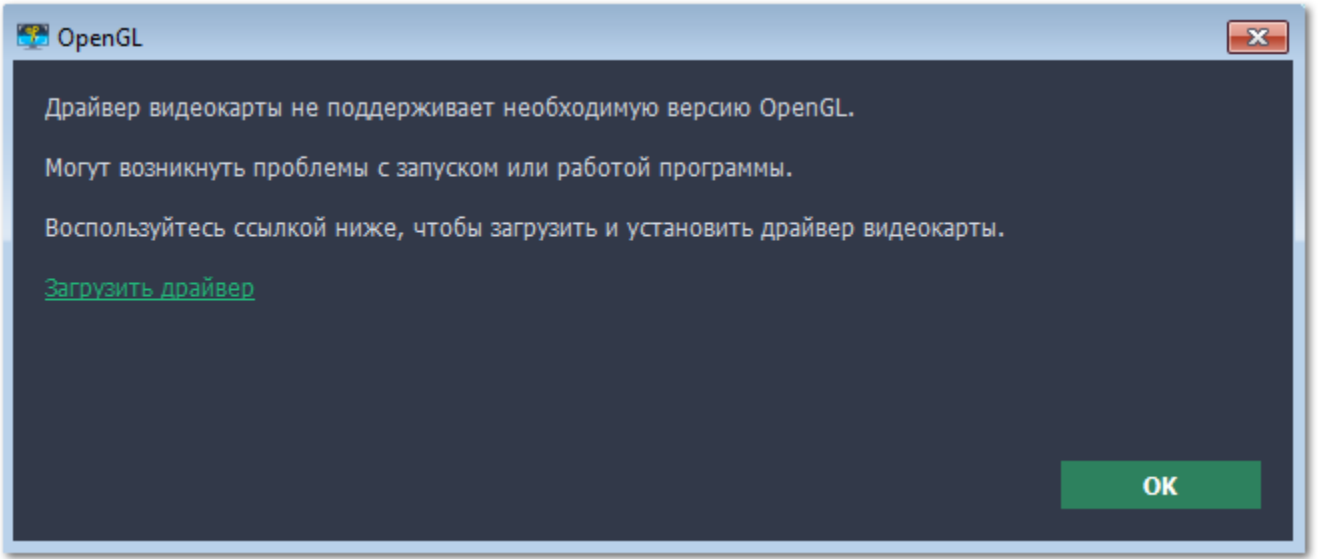 OpenGL
Драйвер видеокарты не поддерживает необходимую версию OpenGL.
Могут возникнуть проблемы с запуском или работой программы.
Воспользуйтесь ссылкой ниже, чтобы загрузить и установить драйвер видеокарты.
Загрузить драйвер
OK